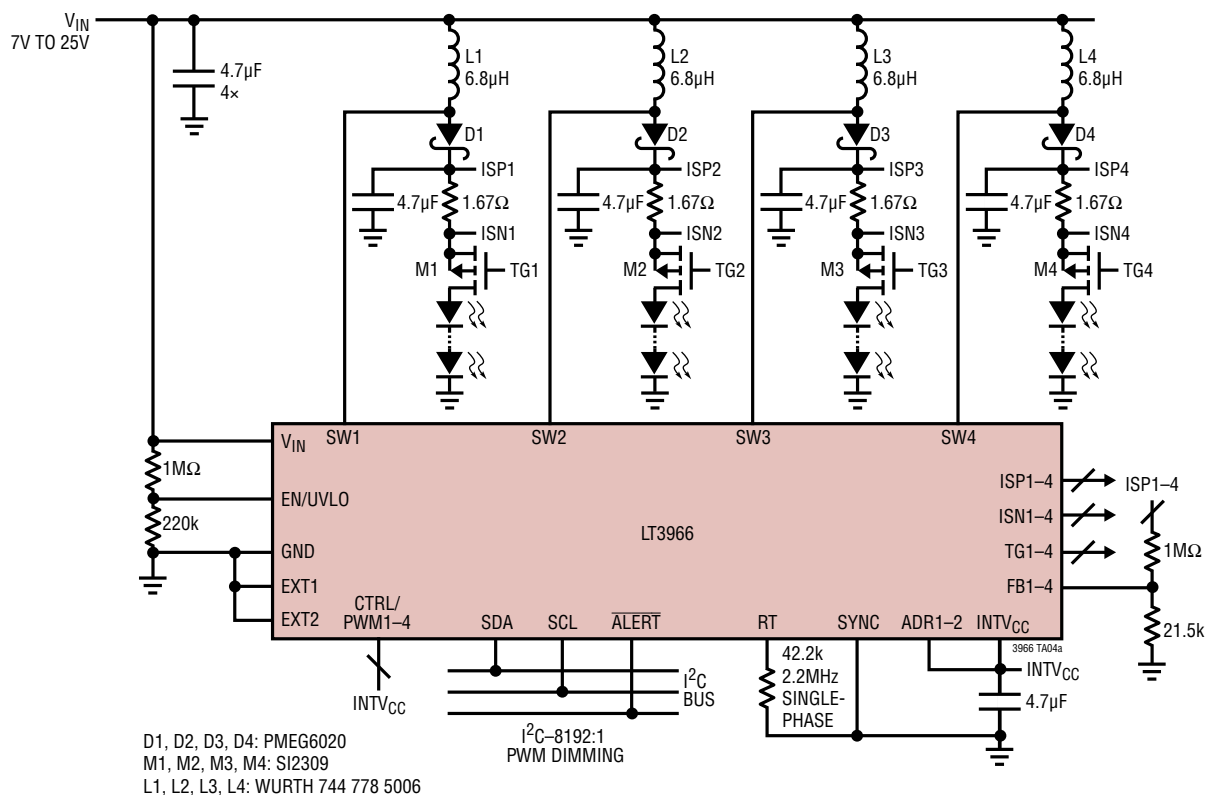 VIN
7V TO 25V
4.7µF
4×
L1
6.8µH
L2
6.8µH
L3
6.8µH
L4
6.8µH
D1
D2
D3
D4
ISP1
ISP2
ISP3
ISP4
4.7µF
1.67Ω
4.7µF
1.67Ω
4.7µF
1.67Ω
4.7µF
1.67Ω
ISN1
ISN2
ISN3
ISN4
M1
TG1
M2
TG2
M3
TG3
M4
TG4
VIN
SW1
SW2
SW3
SW4
1MΩ
EN/UVLO
220k
GND
EXT1
EXT2
LT3966
ISP1–4
ISN1–4
TG1–4
FB1–4
ISP1–4
1MΩ
21.5k
CTRL/
PWM1–4
SDA
SCL
ALERT
RT
SYNC
ADR1–2
INTVCC
3966 TA04a
INTVCC
I2C
BUS
42.2k
2.2MHz
SINGLE-
PHASE
INTVCC
4.7µF
I2C–8192:1
PWM DIMMING
D1, D2, D3, D4: PMEG6020
M1, M2, M3, M4: SI2309
L1, L2, L3, L4: WURTH 744 778 5006